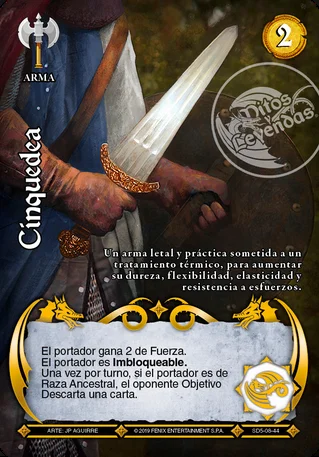 1
ARMA
2
Mitos y
Leyendas
Cinquedea
Un arma letal y práctica sometida a un
tratamiento térmico, para aumentar
su dureza, flexibilidad, elasticidad y
resistencia a esfuerzos.
El portador gana 2 de Fuerza.
El portador es Imbloqueable.
Una vez por turno, si el portador es de
Raza Ancestral, el oponente Objetivo
Descarta una carta.
ARTE: JP AGUIRRE
©2019 FENIX ENTERTAINMENT S.P.A.
SD5-08-44